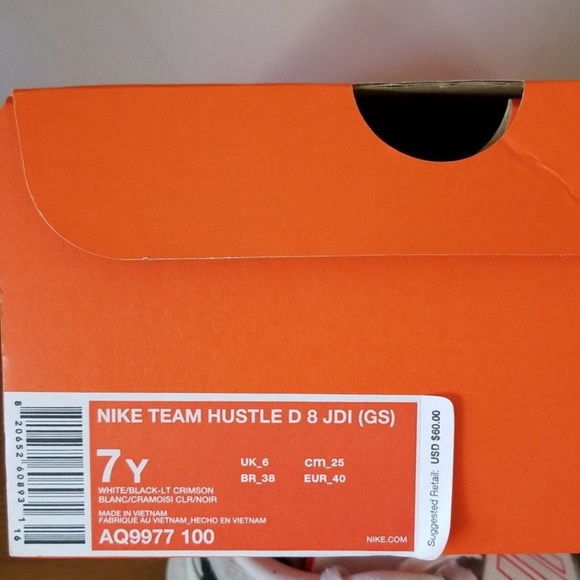 NIKE TEAM HUSTLE D 8 JDI (GS)
7Y
UK_6 cm_25
BR_38 EUR_40
WHITE/BLACK-LT CRIMSON
BLANC/CRAMOISI CLR/NOIR
MADE IN VIETNAM
FABRIQUE AU VIETNAM_HECHO EN VIETNAM
AQ9977 100
NIKE.COM
8 20652 60893 1 16
Suggested Retail: USD $60.00